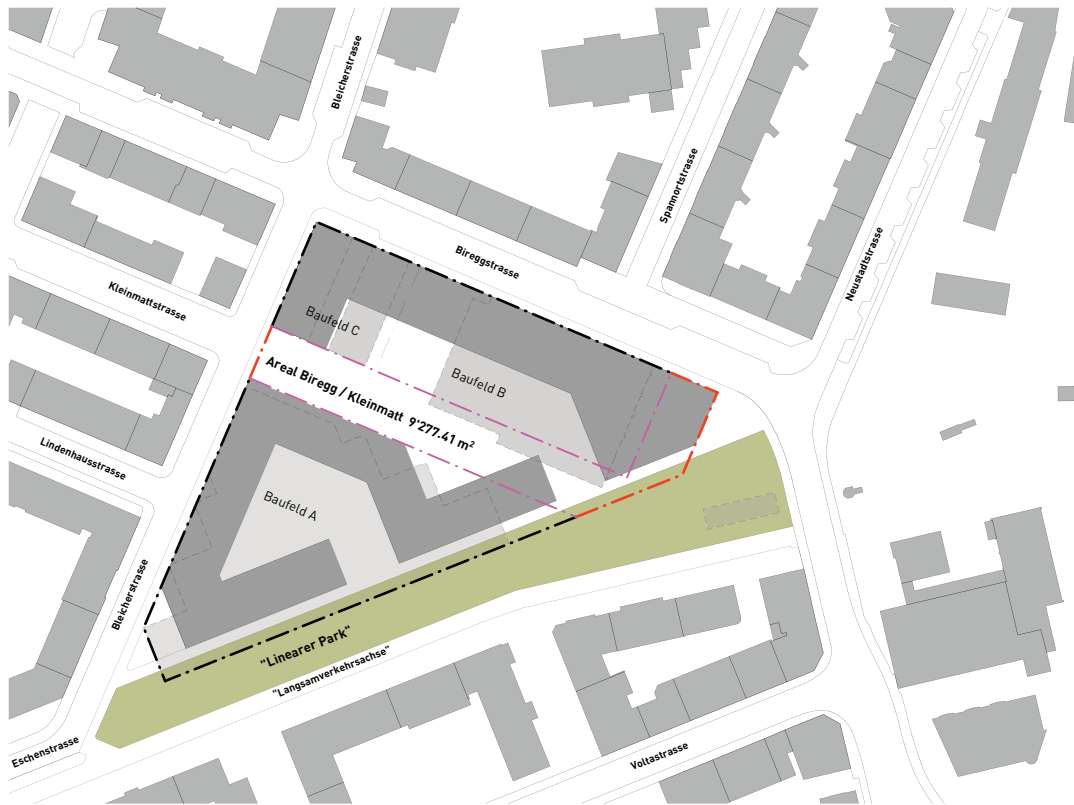 Bleicherstrasse
Spannortstrasse
Bireggstrasse
Neustadtstrasse
Kleinmattstrasse
Baufeld C
Areal Biregg / Kleinmatt 9'277.41 m²
Baufeld B
Lindenhausstrasse
Baufeld A
Bleicherstrasse
"Linearer Park"
"Langsamverkehrsachse"
Eschenstrasse
Voltastrasse